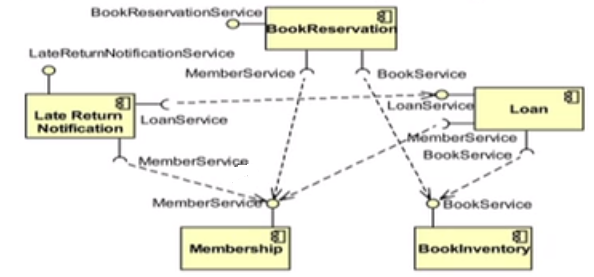 BookReservationService
BookReservation
LateReturnNotificationService
MemberService
BookService
Late Return
Notification
LoanService
LoanService
Loan
MemberService
BookService
MemberService
MemberService
BookService
Membership
BookInventory